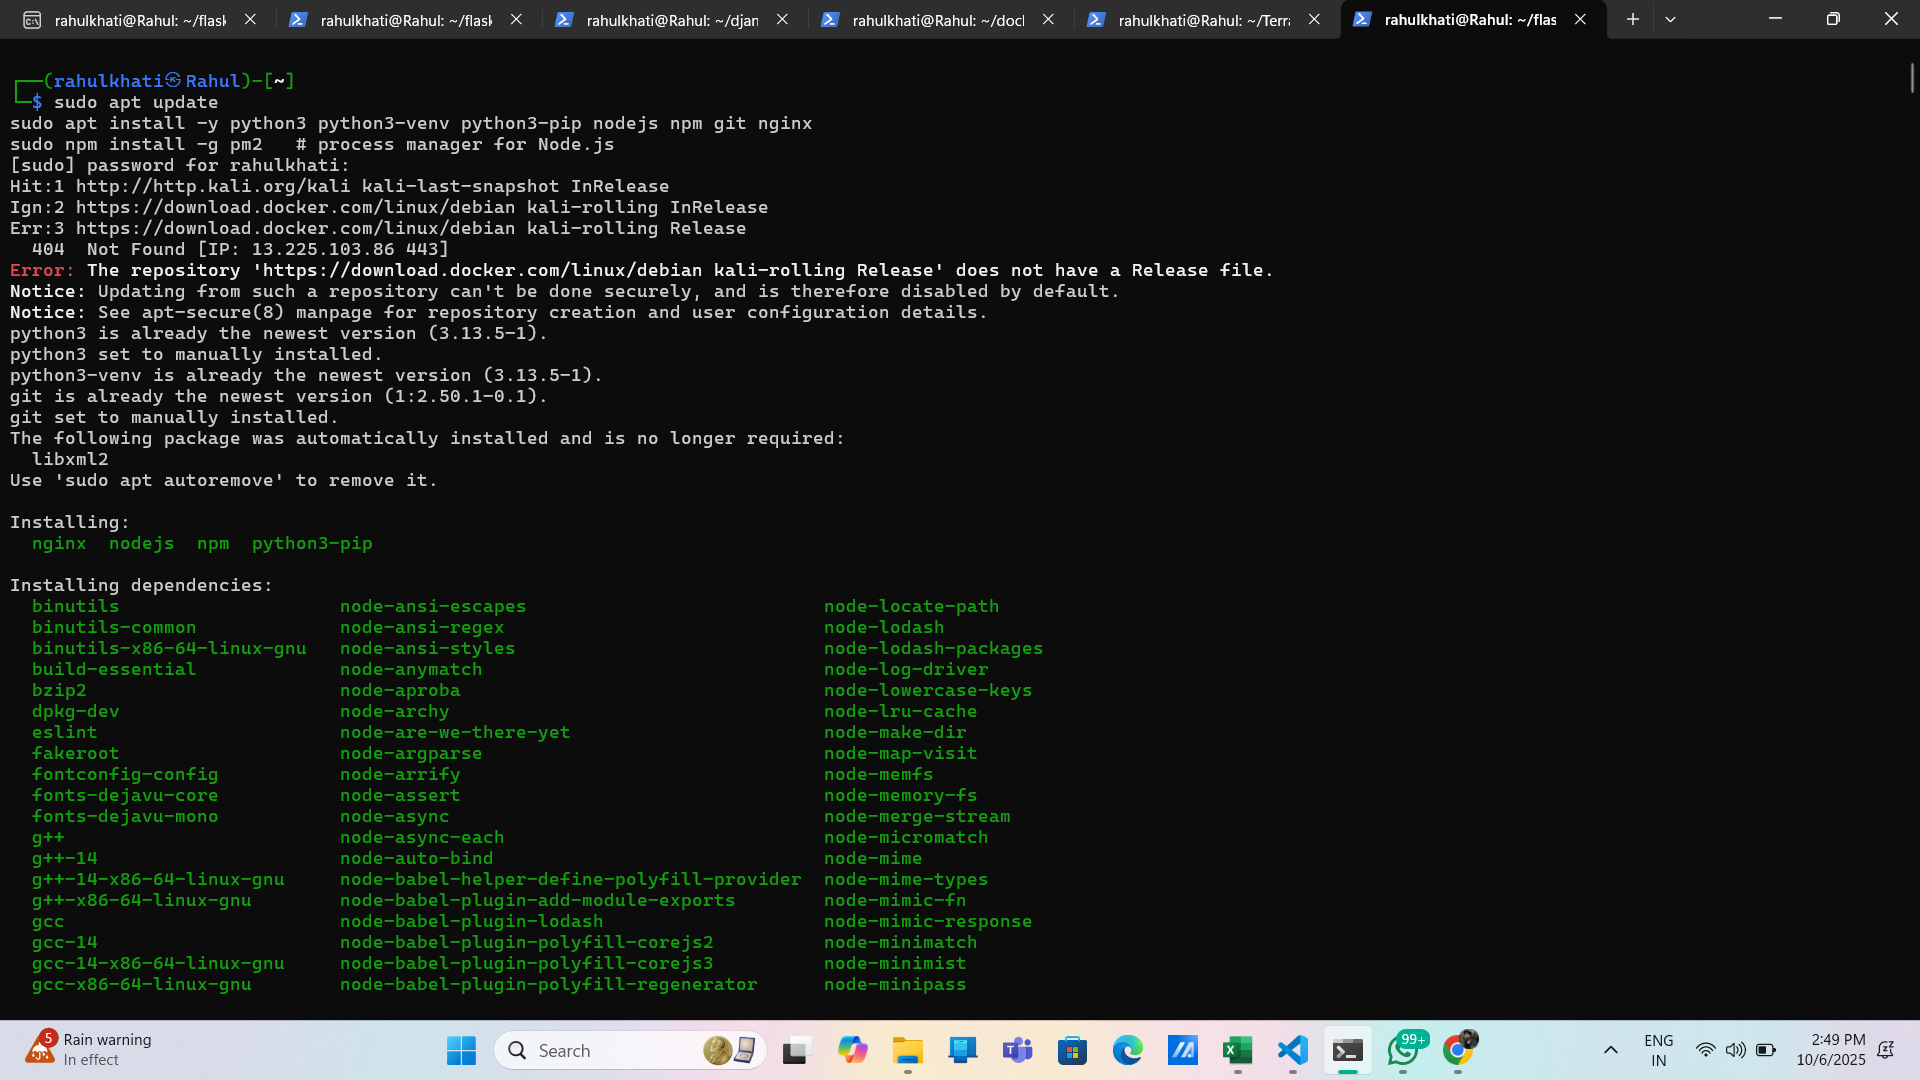 rahulkhati@Rahul: ~/flask
rahulkhati@Rahul: ~/flask
rahulkhati@Rahul: ~/djan
rahulkhati@Rahul: ~/doc
rahulkhati@Rahul: ~/Terra
rahulkhati@Rahul: ~/flas
┌──(rahulkhati㉿Rahul)-[~]
└─$ sudo apt update
sudo apt install -y python3 python3-venv python3-pip nodejs npm git nginx
sudo npm install -g pm2   # process manager for Node.js
[sudo] password for rahulkhati:
Hit:1 http://http.kali.org/kali kali-last-snapshot InRelease
Ign:2 https://download.docker.com/linux/debian kali-rolling InRelease
Err:3 https://download.docker.com/linux/debian kali-rolling Release
  404  Not Found [IP: 13.225.103.86 443]
Error: The repository 'https://download.docker.com/linux/debian kali-rolling Release' does not have a Release file.
Notice: Updating from such a repository can't be done securely, and is therefore disabled by default.
Notice: See apt-secure(8) manpage for repository creation and user configuration details.
python3 is already the newest version (3.13.5-1).
python3 set to manually installed.
python3-venv is already the newest version (3.13.5-1).
git is already the newest version (1:2.50.1-0.1).
git set to manually installed.
The following package was automatically installed and is no longer required:
  libxml2
Use 'sudo apt autoremove' to remove it.
Installing:
  nginx  nodejs  npm  python3-pip
Installing dependencies:
  binutils                    node-ansi-escapes                           node-locate-path
  binutils-common             node-ansi-regex                             node-lodash
  binutils-x86-64-linux-gnu   node-ansi-styles                            node-lodash-packages
  build-essential             node-anymatch                               node-log-driver
  bzip2                       node-aproba                                 node-lowercase-keys
  dpkg-dev                    node-archy                                  node-lru-cache
  eslint                      node-are-we-there-yet                       node-make-dir
  fakeroot                    node-argparse                               node-map-visit
  fontconfig-config           node-arrify                                 node-memfs
  fonts-dejavu-core           node-assert                                 node-memory-fs
  fonts-dejavu-mono           node-async                                  node-merge-stream
  g++                         node-async-each                             node-micromatch
  g++-14                      node-auto-bind                              node-mime
  g++-14-x86-64-linux-gnu     node-babel-helper-define-polyfill-provider  node-mime-types
  g++-x86-64-linux-gnu        node-babel-plugin-add-module-exports        node-mimic-fn
  gcc                         node-babel-plugin-lodash                    node-mimic-response
  gcc-14                      node-babel-plugin-polyfill-corejs2          node-minimatch
  gcc-14-x86-64-linux-gnu     node-babel-plugin-polyfill-corejs3          node-minimist
  gcc-x86-64-linux-gnu        node-babel-plugin-polyfill-regenerator      node-minipass
5
Rain warning
In effect
Search
99+
ENG
IN
2:49 PM
10/6/2025